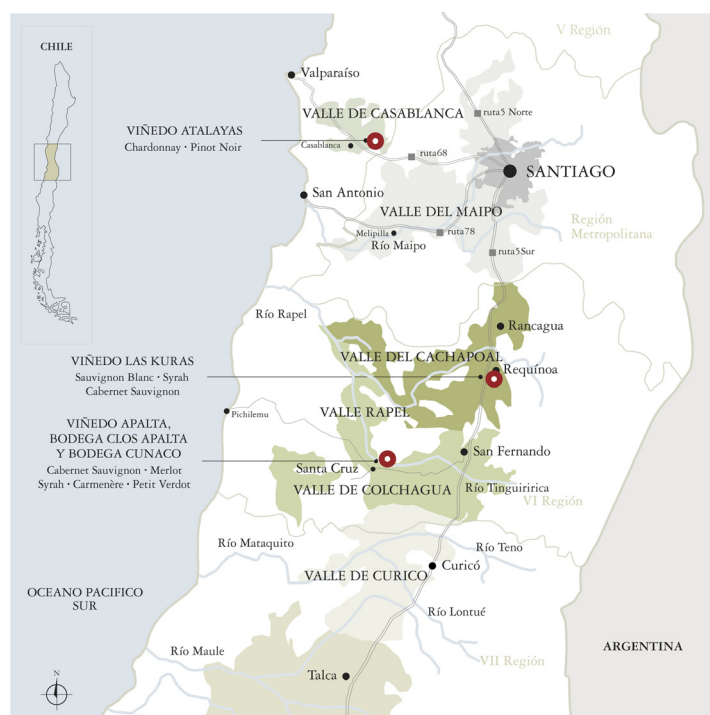 CHILE
V Región
Valparaíso
VALLE DE CASABLANCA
ruta5 Norte
VIÑEDO ATALAYAS
Chardonnay · Pinot Noir
Casablanca
ruta68
SANTIAGO
San Antonio
VALLE DEL MAIPO
Región
Metropolitana
Melipilla
ruta78
Río Maipo
ruta5Sur
Río Rapel
Rancagua
VALLE DEL CACHAPOAL
VIÑEDO LAS KURAS
Sauvignon Blanc · Syrah
Cabernet Sauvignon
Requínoa
Pichilemu
VALLE RAPEL
VIÑEDO APALTA,
BODEGA CLOS APALTA
Y BODEGA CUNACO
Cabernet Sauvignon · Merlot
Syrah · Carmenère · Petit Verdot
San Fernando
Santa Cruz
VALLE DE COLCHAGUA
Río Tinguiririca
VI Región
Río Mataquito
Río Teno
Curicó
VALLE DE CURICO
OCEANO PACIFICO
SUR
Río Lontué
Río Maule
VII Región
ARGENTINA
N
Talca